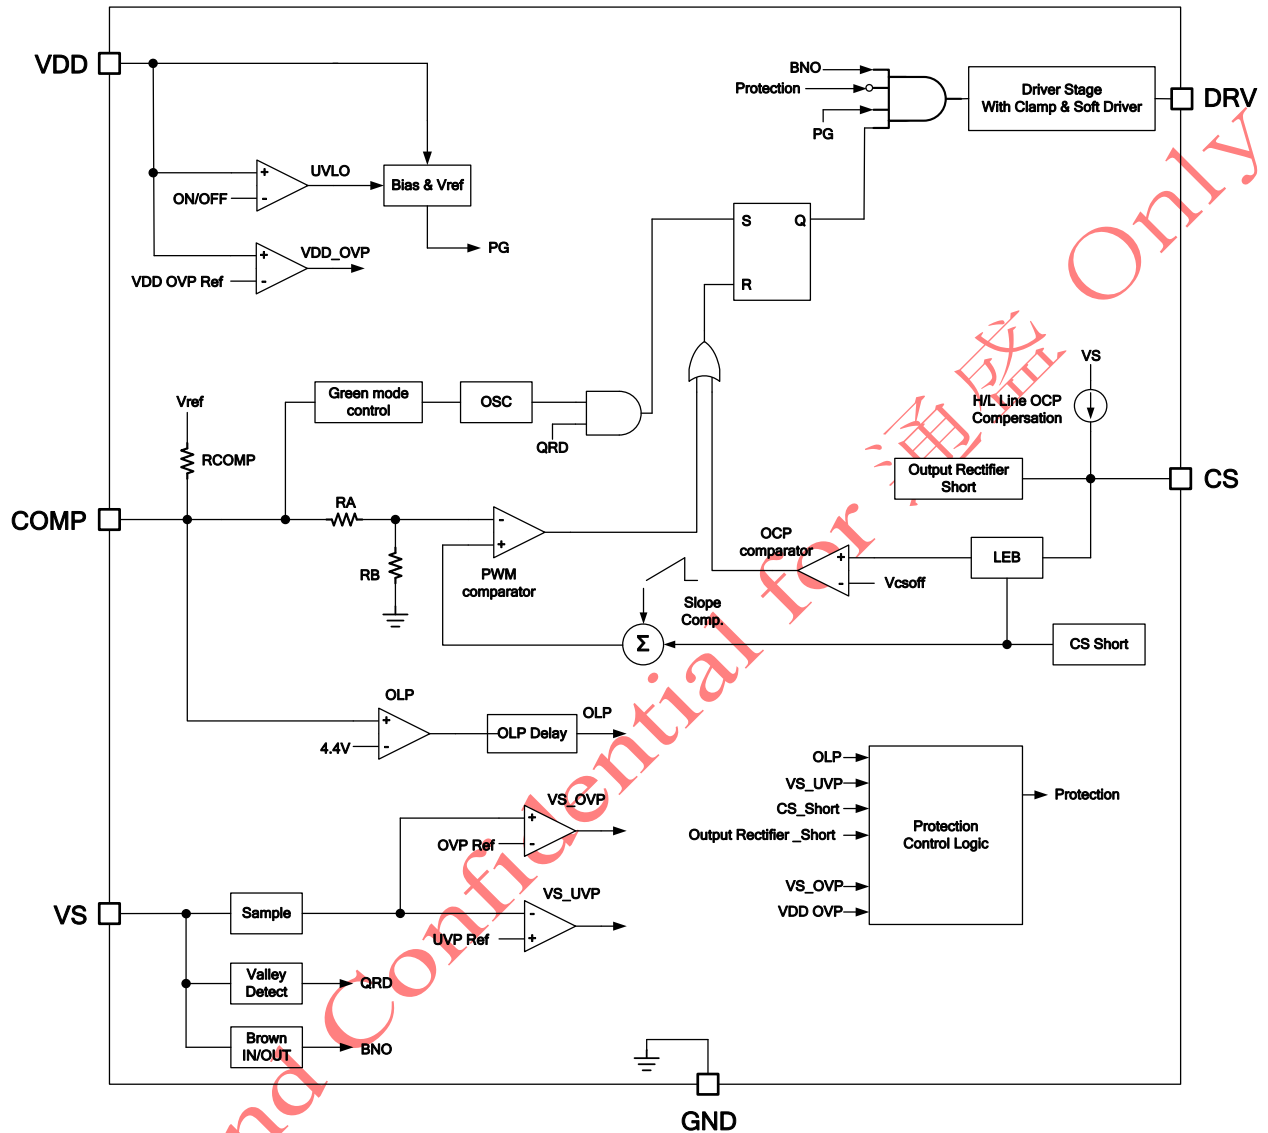 VDD
BNO
Protection
PG
Driver Stage
With Clamp & Soft Driver
DRV
+
-
UVLO
ON/OFF
Bias & Vref
PG
+
-
VDD_OVP
VDD OVP Ref
S
Q
R
Green mode
control
OSC
QRD
Vref
RCOMP
VS
H/L Line OCP
Compersation
Output Rectifier
Short
CS
COMP
RA
RB
-
+
PWM
comparator
OCP
comparator
+
-
Vcsoff
LEB
Slope
Comp.
Σ
CS Short
OLP
+
-
4.4V
OLP Delay
OLP
VS_OVP
+
-
OVP Ref
VS_UVP
-
+
UVP Ref
VS
Sample
Valley
Detect
QRD
Brown
IN/OUT
BNO
OLP
VS_UVP
CS_Short
Output Rectifier _Short
VS_OVP
VDD OVP
Protection
Control Logic
Protection
GND
nd Confidential for 通盛 Only